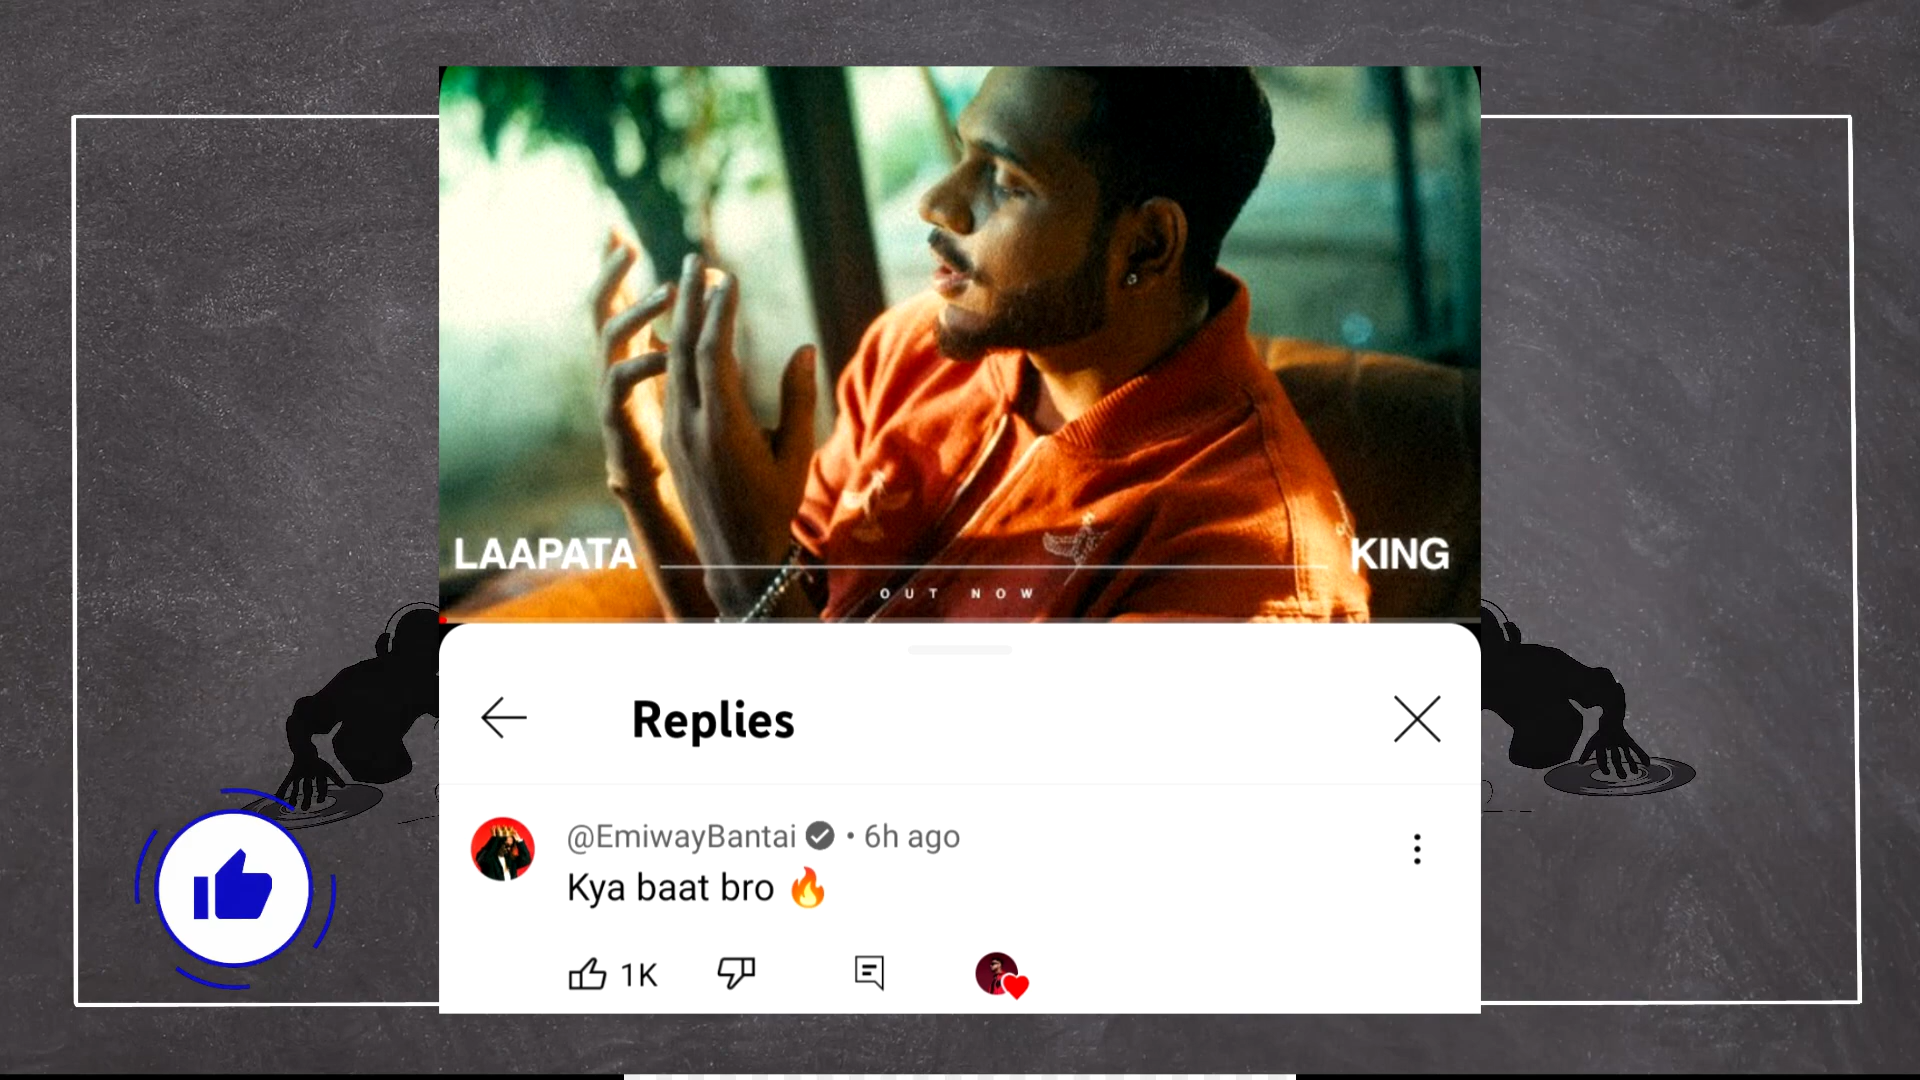 LAAPATA KING
OUT NOW
Replies
@EmiwayBantai • 6h ago
Kya baat bro 🔥
1K